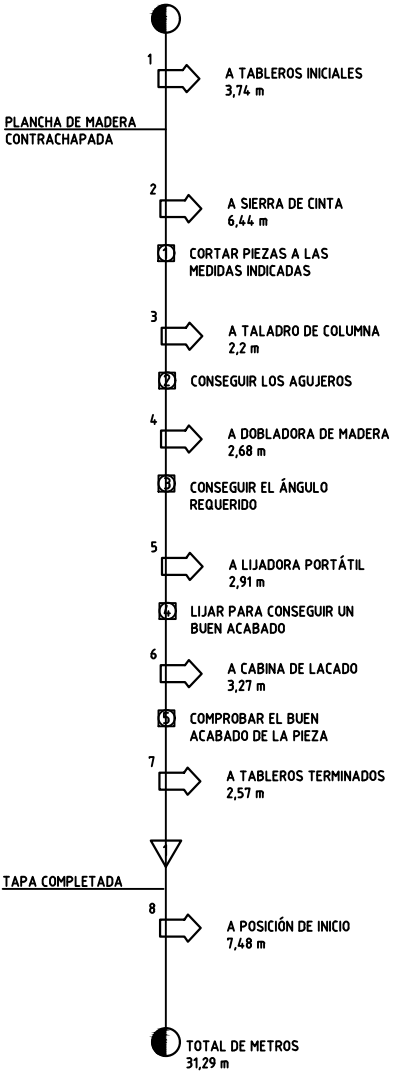 1
A TABLEROS INICIALES
3,74 m
PLANCHA DE MADERA
CONTRACHAPADA
2
A SIERRA DE CINTA
6,44 m
1
CORTAR PIEZAS A LAS
MEDIDAS INDICADAS
3
A TALADRO DE COLUMNA
2,2 m
2
CONSEGUIR LOS AGUJEROS
4
A DOBLADORA DE MADERA
2,68 m
3
CONSEGUIR EL ÁNGULO
REQUERIDO
5
A LIJADORA PORTÁTIL
2,91 m
4
LIJAR PARA CONSEGUIR UN
BUEN ACABADO
6
A CABINA DE LACADO
3,27 m
5
COMPROBAR EL BUEN
ACABADO DE LA PIEZA
7
A TABLEROS TERMINADOS
2,57 m
1
TAPA COMPLETADA
8
A POSICIÓN DE INICIO
7,48 m
TOTAL DE METROS
31,29 m